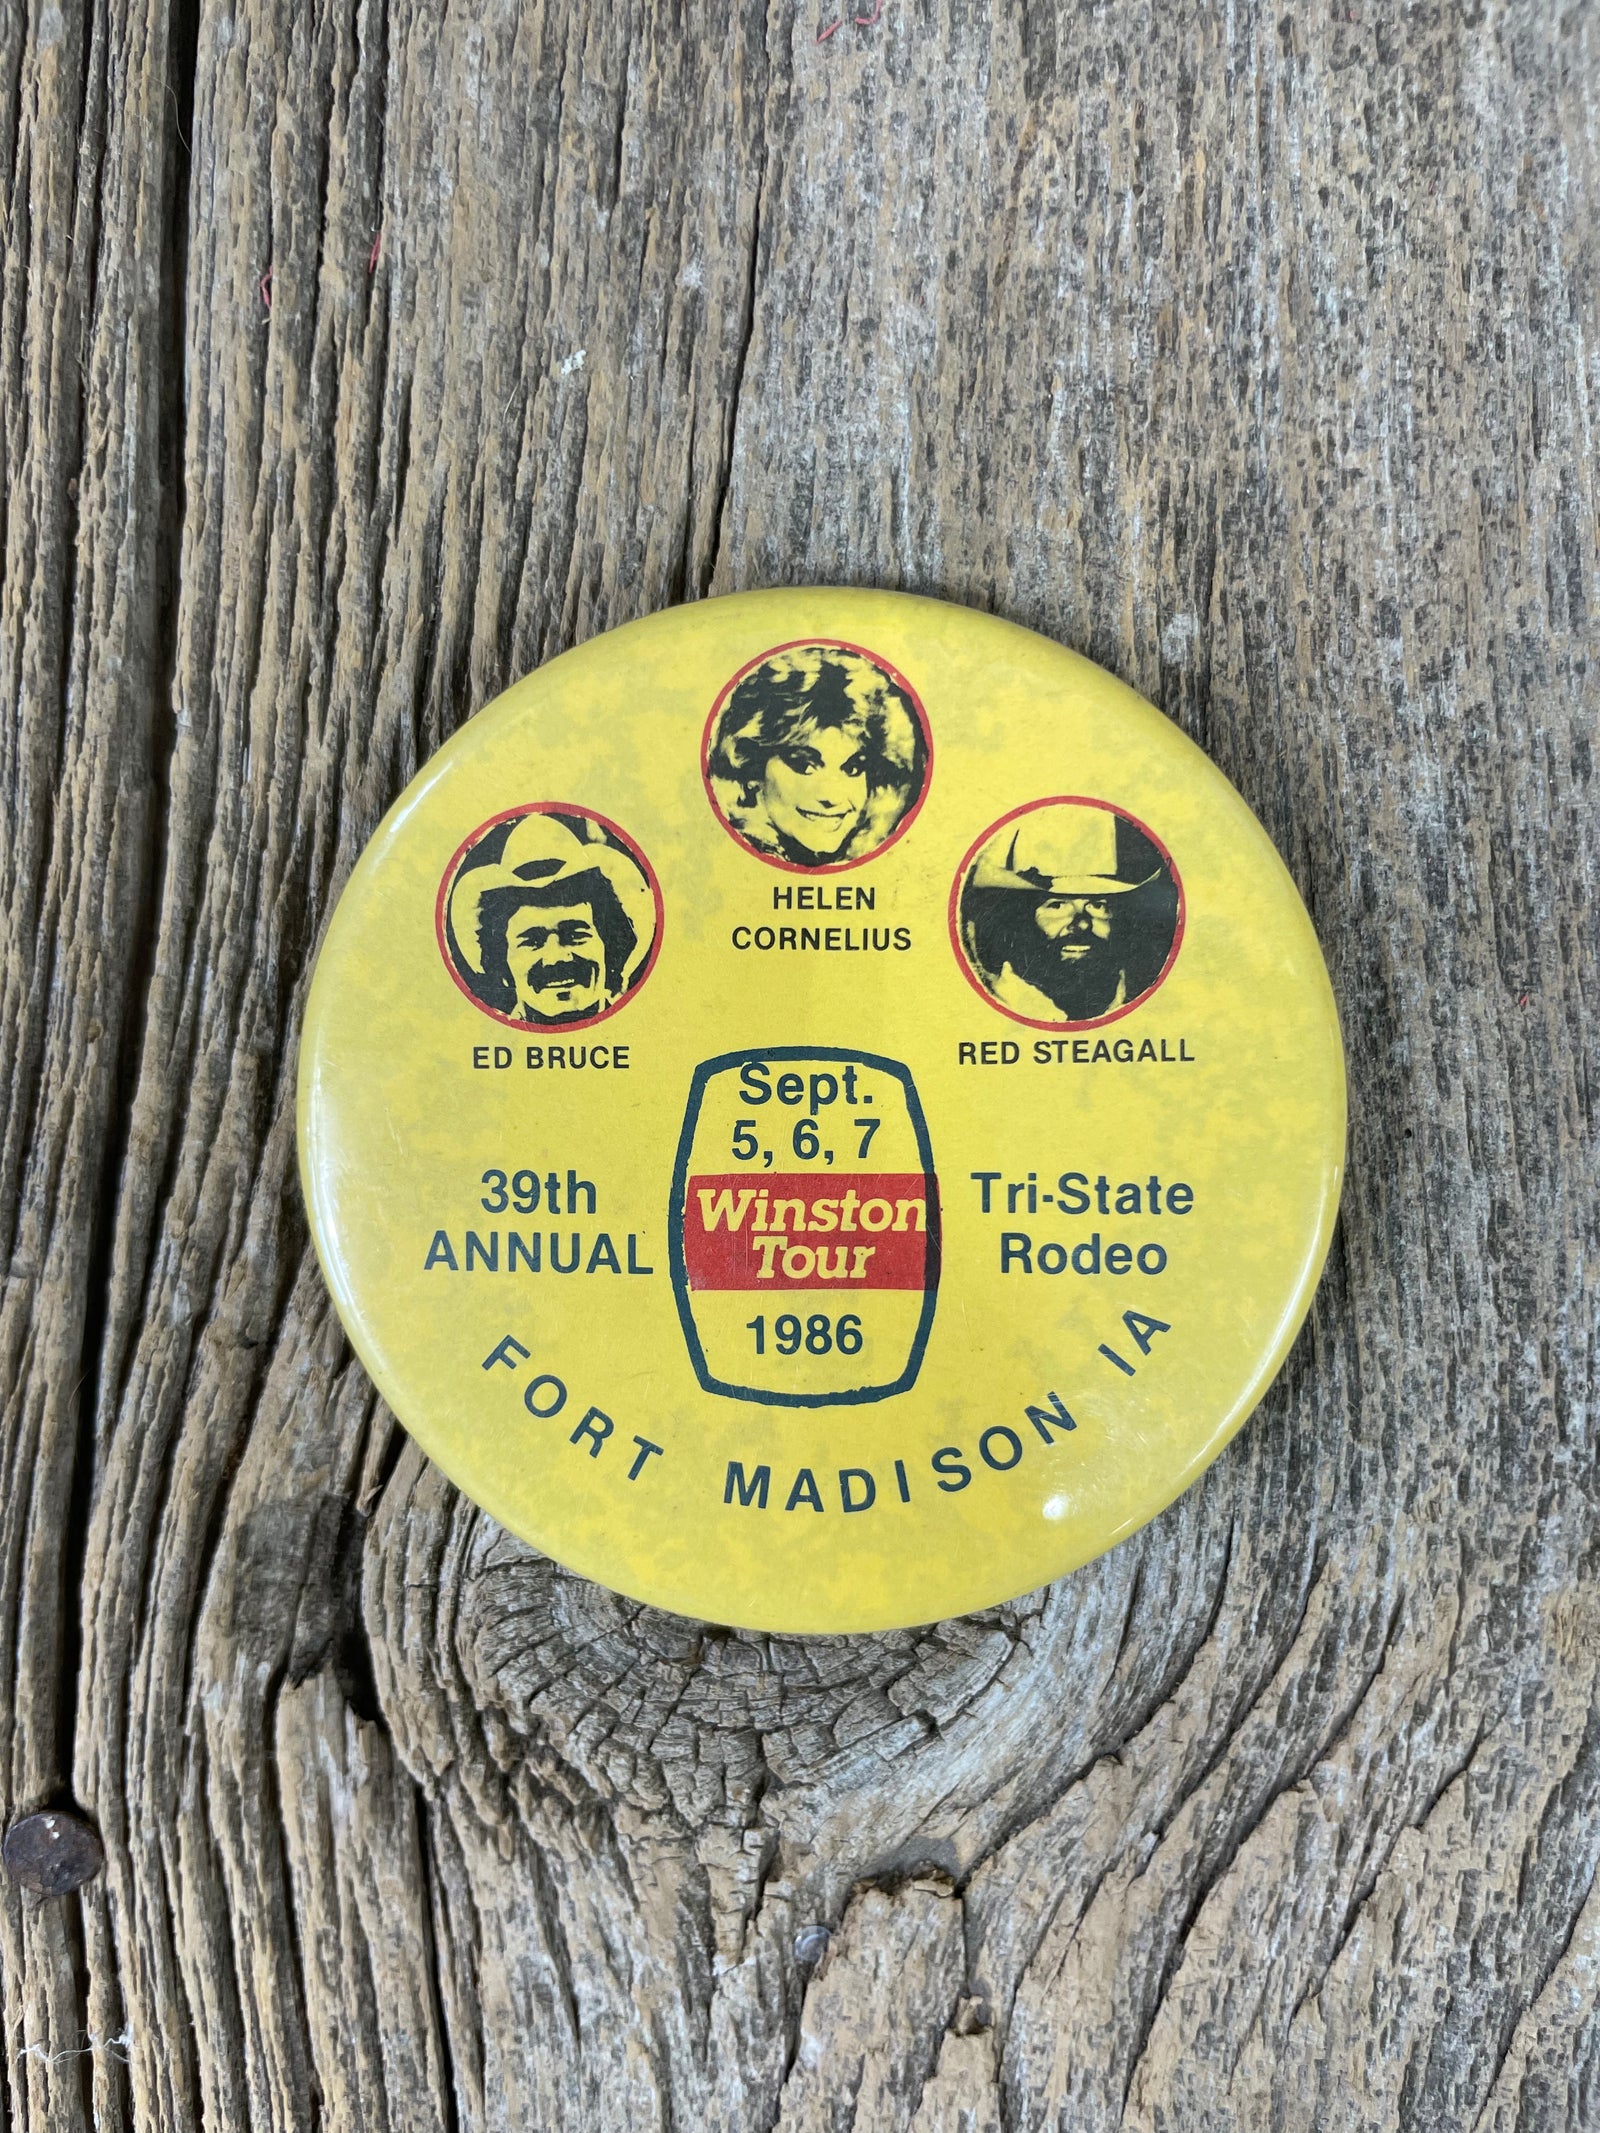 HELEN
CORNELIUS
ED BRUCE
RED STEAGALL
Sept.
5, 6, 7
39th
ANNUAL
Winston
Tour
Tri-State
Rodeo
1986
FORT MADISON IA